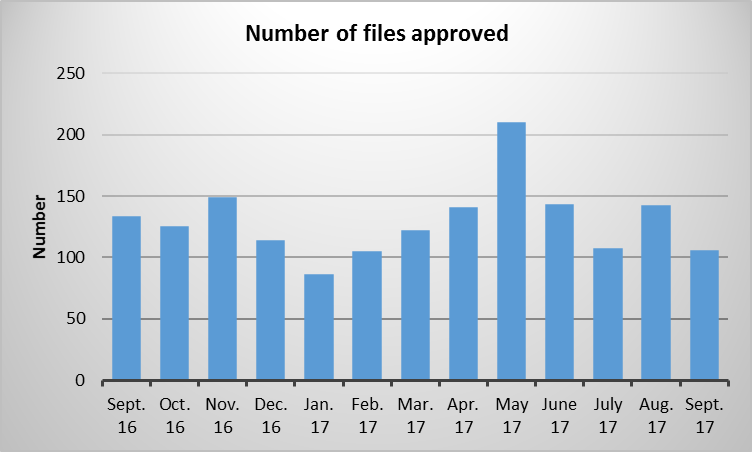 Number of files approved
250
200
150
100
50
0
Number
Sept. Oct. Nov. Dec. Jan. Feb. Mar. Apr. May June July Aug. Sept.
16 16 16 16 17 17 17 17 17 17 17 17 17